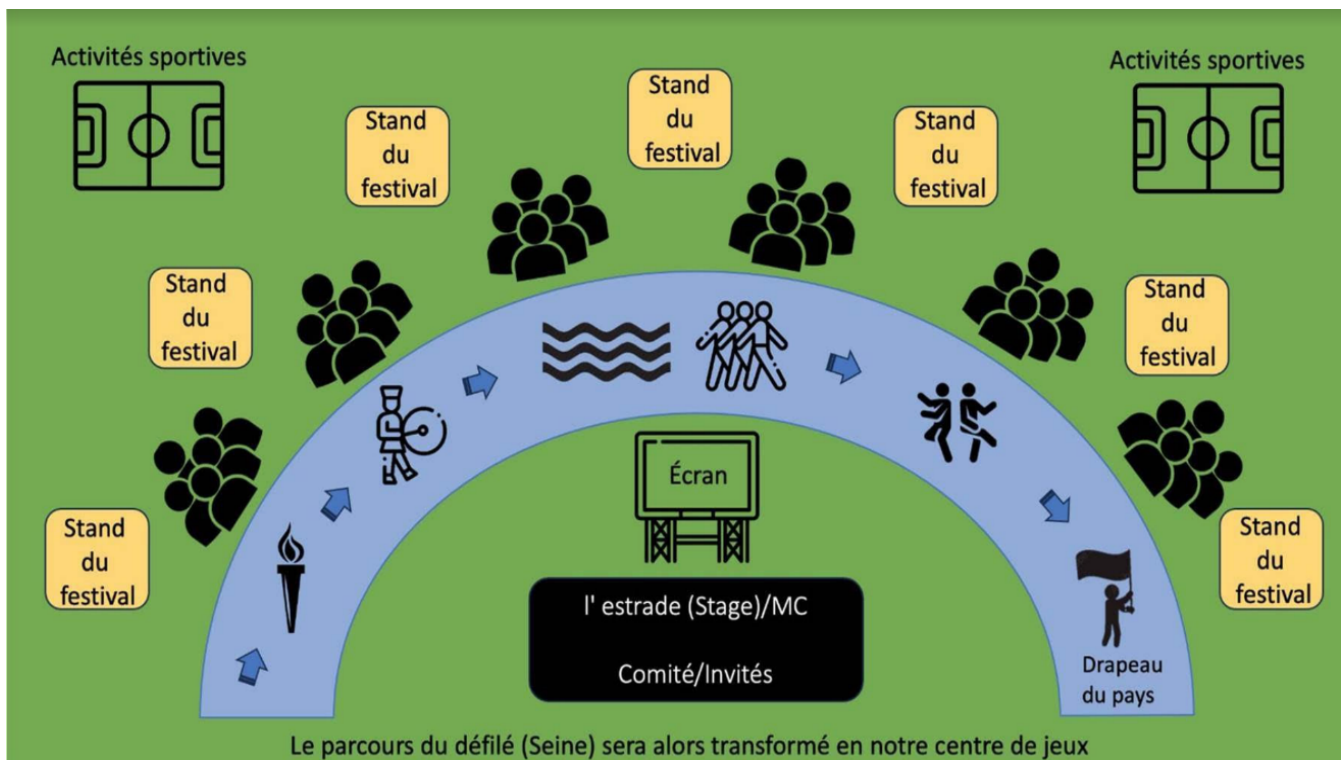 Activités sportives
Activités sportives
Stand
du
festival
Stand
du
festival
Stand
du
festival
Stand
du
festival
Stand
du
festival
Écran
Stand
du
festival
Stand
du
festival
l' estrade (Stage)/MC
Comité/Invités
Drapeau
du pays
Le parcours du défilé (Seine) sera alors transformé en notre centre de jeux